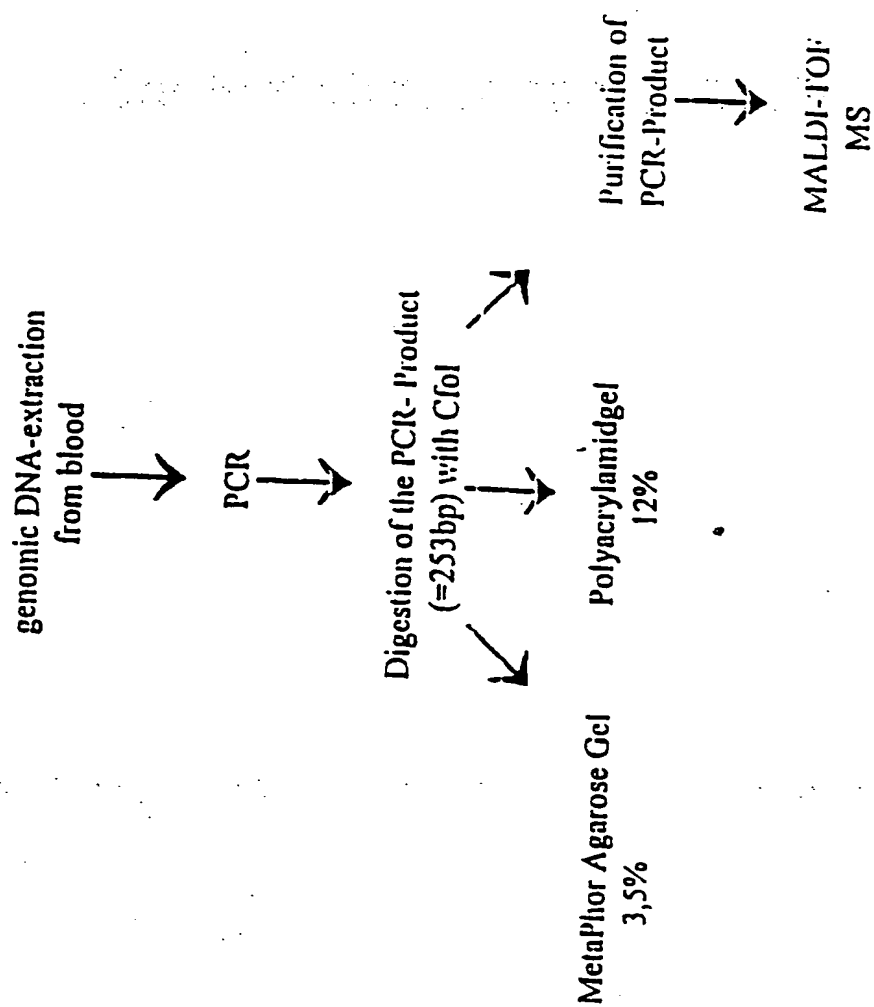 genomic DNA-extraction
from blood
PCR
Digestion of the PCR- Product
(=253bp) with CfoI
MetaPhor Agarose Gel
3,5%
Polyacrylamidgel
12%
Purification of
PCR-Product
MALDI-TOF
MS